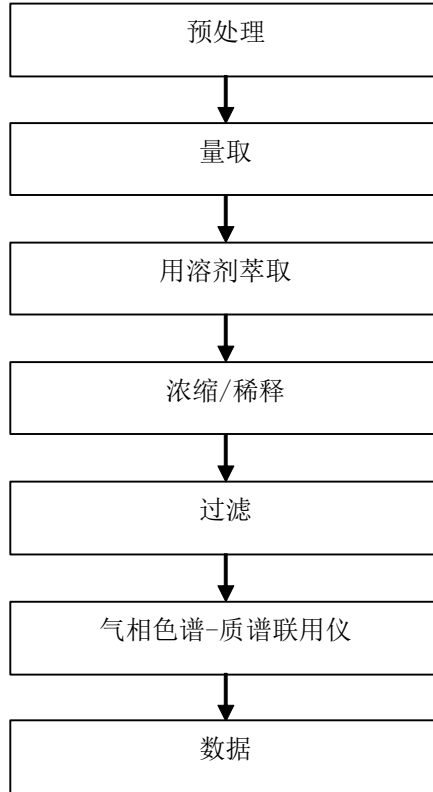 预处理
量取
用溶剂萃取
浓缩/稀释
过滤
气相色谱-质谱联用仪
数据